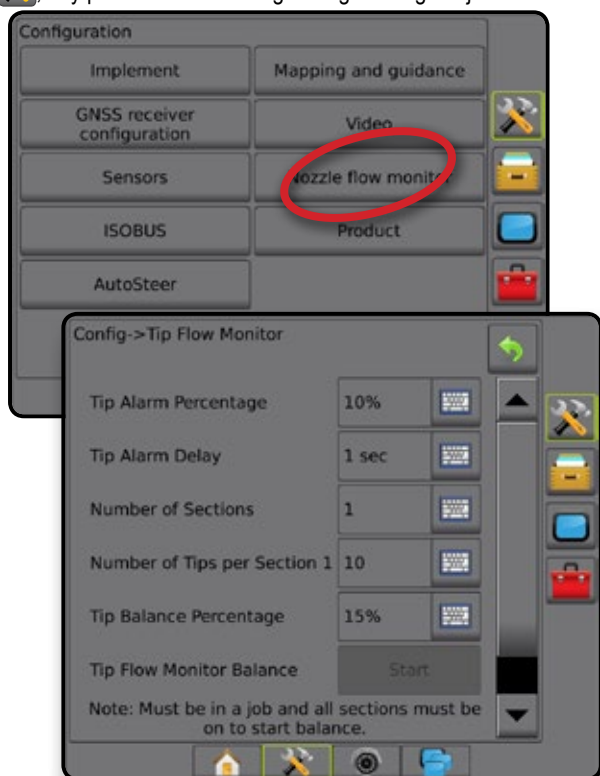 Configuration
Implement
Mapping and guidance
GNSS receiver
configuration
Video
Sensors
Nozzle flow monitor
ISOBUS
Product
AutoSteer
Config->Tip Flow Monitor
Tip Alarm Percentage 10%
Tip Alarm Delay 1 sec
Number of Sections 1
Number of Tips per Section 1 10
Tip Balance Percentage 15%
Tip Flow Monitor Balance Start
Note: Must be in a job and all sections must be
on to start balance.